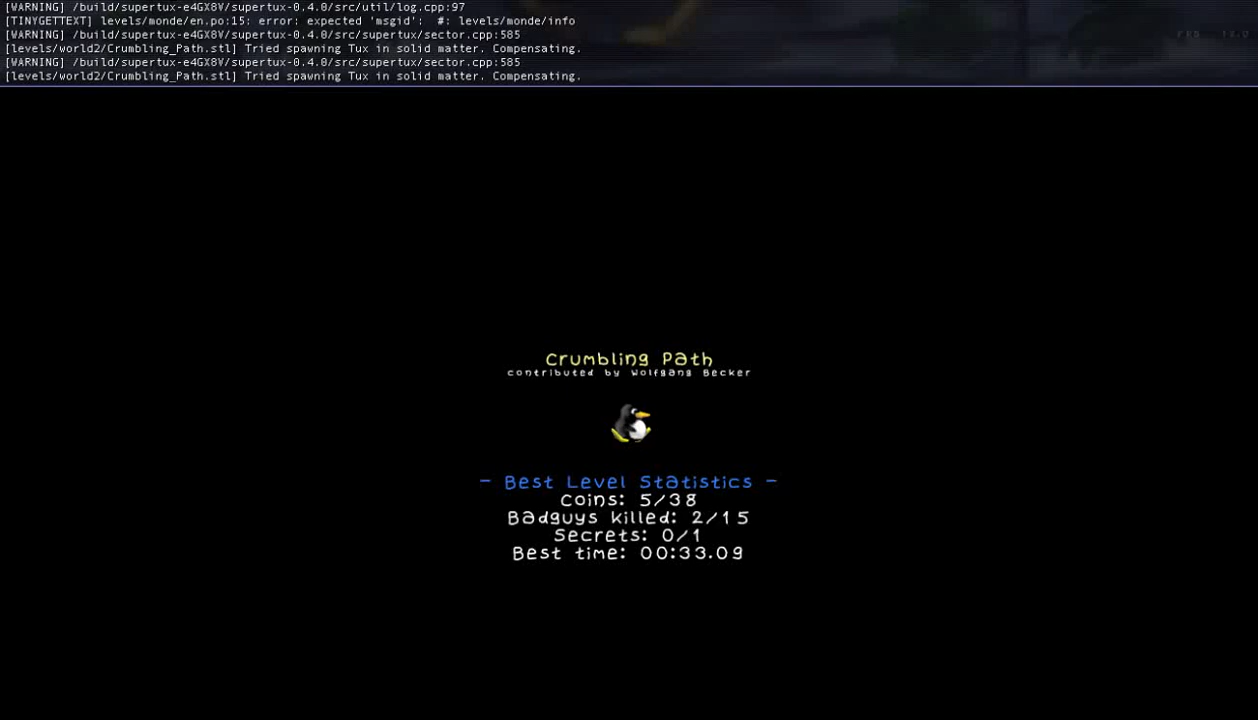 [WARNING] /build/supertux-e4GX8V/supertux-0.4.0/src/util/log.cpp:97
[TINYGETTEXT] levels/monde/en.po:15: error: expected 'msgid':  #: levels/monde/info
[WARNING] /build/supertux-e4GX8V/supertux-0.4.0/src/supertux/sector.cpp:585
[levels/world2/Crumbling_Path.stl] Tried spawning Tux in solid matter. Compensating.
[WARNING] /build/supertux-e4GX8V/supertux-0.4.0/src/supertux/sector.cpp:585
[levels/world2/Crumbling_Path.stl] Tried spawning Tux in solid matter. Compensating.
FPS
Crumbling Path
contributed by Wolfgang Becker
- Best Level Statistics -
Coins: 5/38
Badguys killed: 2/15
Secrets: 0/1
Best time: 00:33.09